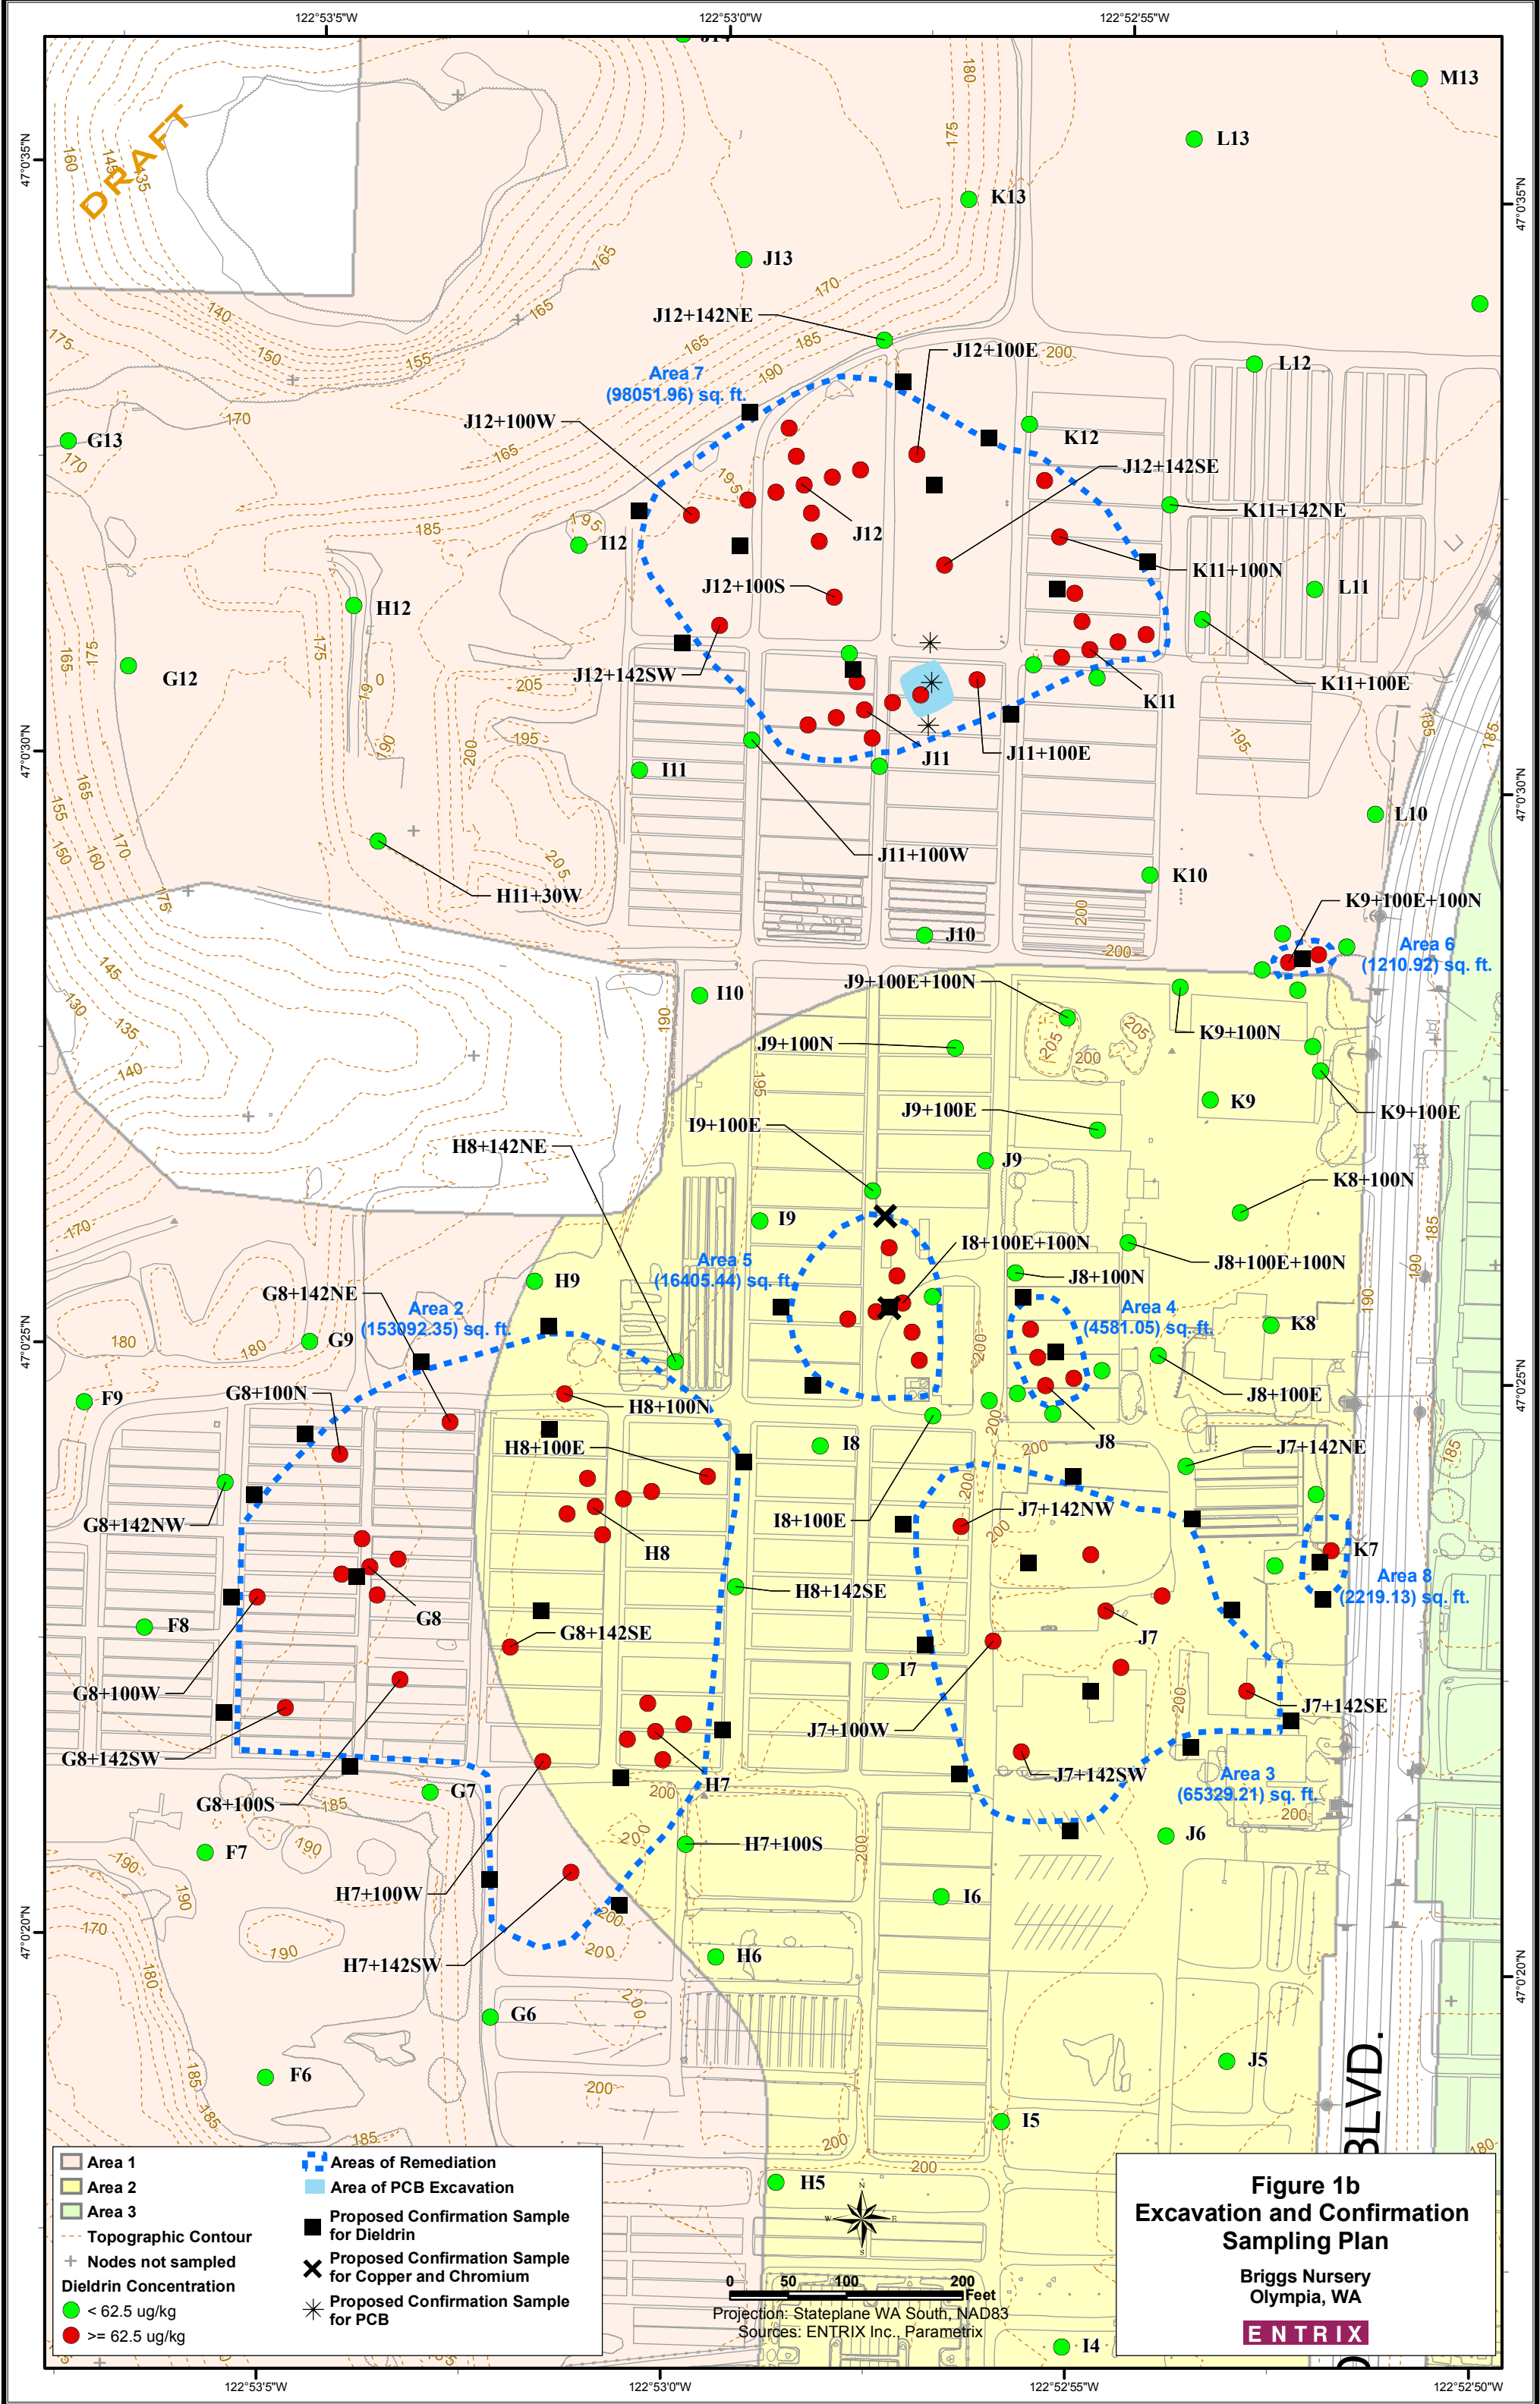 122°53'5"W
122°53'0"W
122°52'55"W
47°0'35"N
47°0'35"N
47°0'30"N
47°0'30"N
47°0'25"N
47°0'25"N
47°0'20"N
47°0'20"N
122°53'5"W
122°53'0"W
122°52'55"W
122°52'50"W
DRAFT
J14
M13
L13
K13
J13
J12+142NE
J12+100E
L12
Area 7
(98051.96) sq. ft.
J12+100W
G13
K12
J12+142SE
K11+142NE
J12
I12
K11+100N
J12+100S
L11
H12
J12+142SW
G12
K11+100E
K11
J11
J11+100E
I11
L10
J11+100W
K10
H11+30W
K9+100E+100N
J10
Area 6
(1210.92) sq. ft.
J9+100E+100N
I10
K9+100N
J9+100N
K9
K9+100E
J9+100E
I9+100E
H8+142NE
J9
K8+100N
I9
I8+100E+100N
J8+100E+100N
Area 5
(16405.44) sq. ft.
J8+100N
H9
G8+142NE
Area 2
(153092.35) sq. ft.
Area 4
(4581.05) sq. ft.
K8
G9
G8+100N
F9
H8+100N
J8+100E
J8
H8+100E
I8
J7+142NE
G8+142NW
I8+100E
J7+142NW
H8
K7
Area 8
(2219.13) sq. ft.
H8+142SE
G8
F8
G8+142SE
J7
I7
G8+100W
J7+142SE
J7+100W
G8+142SW
J7+142SW
H7
Area 3
(65329.21) sq. ft.
G7
G8+100S
J6
H7+100S
F7
H7+100W
I6
H7+142SW
H6
G6
J5
F6
I5
H5
I4
BLVD.
Area 1
Area 2
Area 3
Topographic Contour
Nodes not sampled
Dieldrin Concentration
< 62.5 ug/kg
>= 62.5 ug/kg
Areas of Remediation
Area of PCB Excavation
Proposed Confirmation Sample
for Dieldrin
Proposed Confirmation Sample
for Copper and Chromium
Proposed Confirmation Sample
for PCB
N
W E
S
0 50 100 200
Feet
Projection: Stateplane WA South, NAD83
Sources: ENTRIX Inc., Parametrix
Figure 1b
Excavation and Confirmation
Sampling Plan
Briggs Nursery
Olympia, WA
ENTRIX